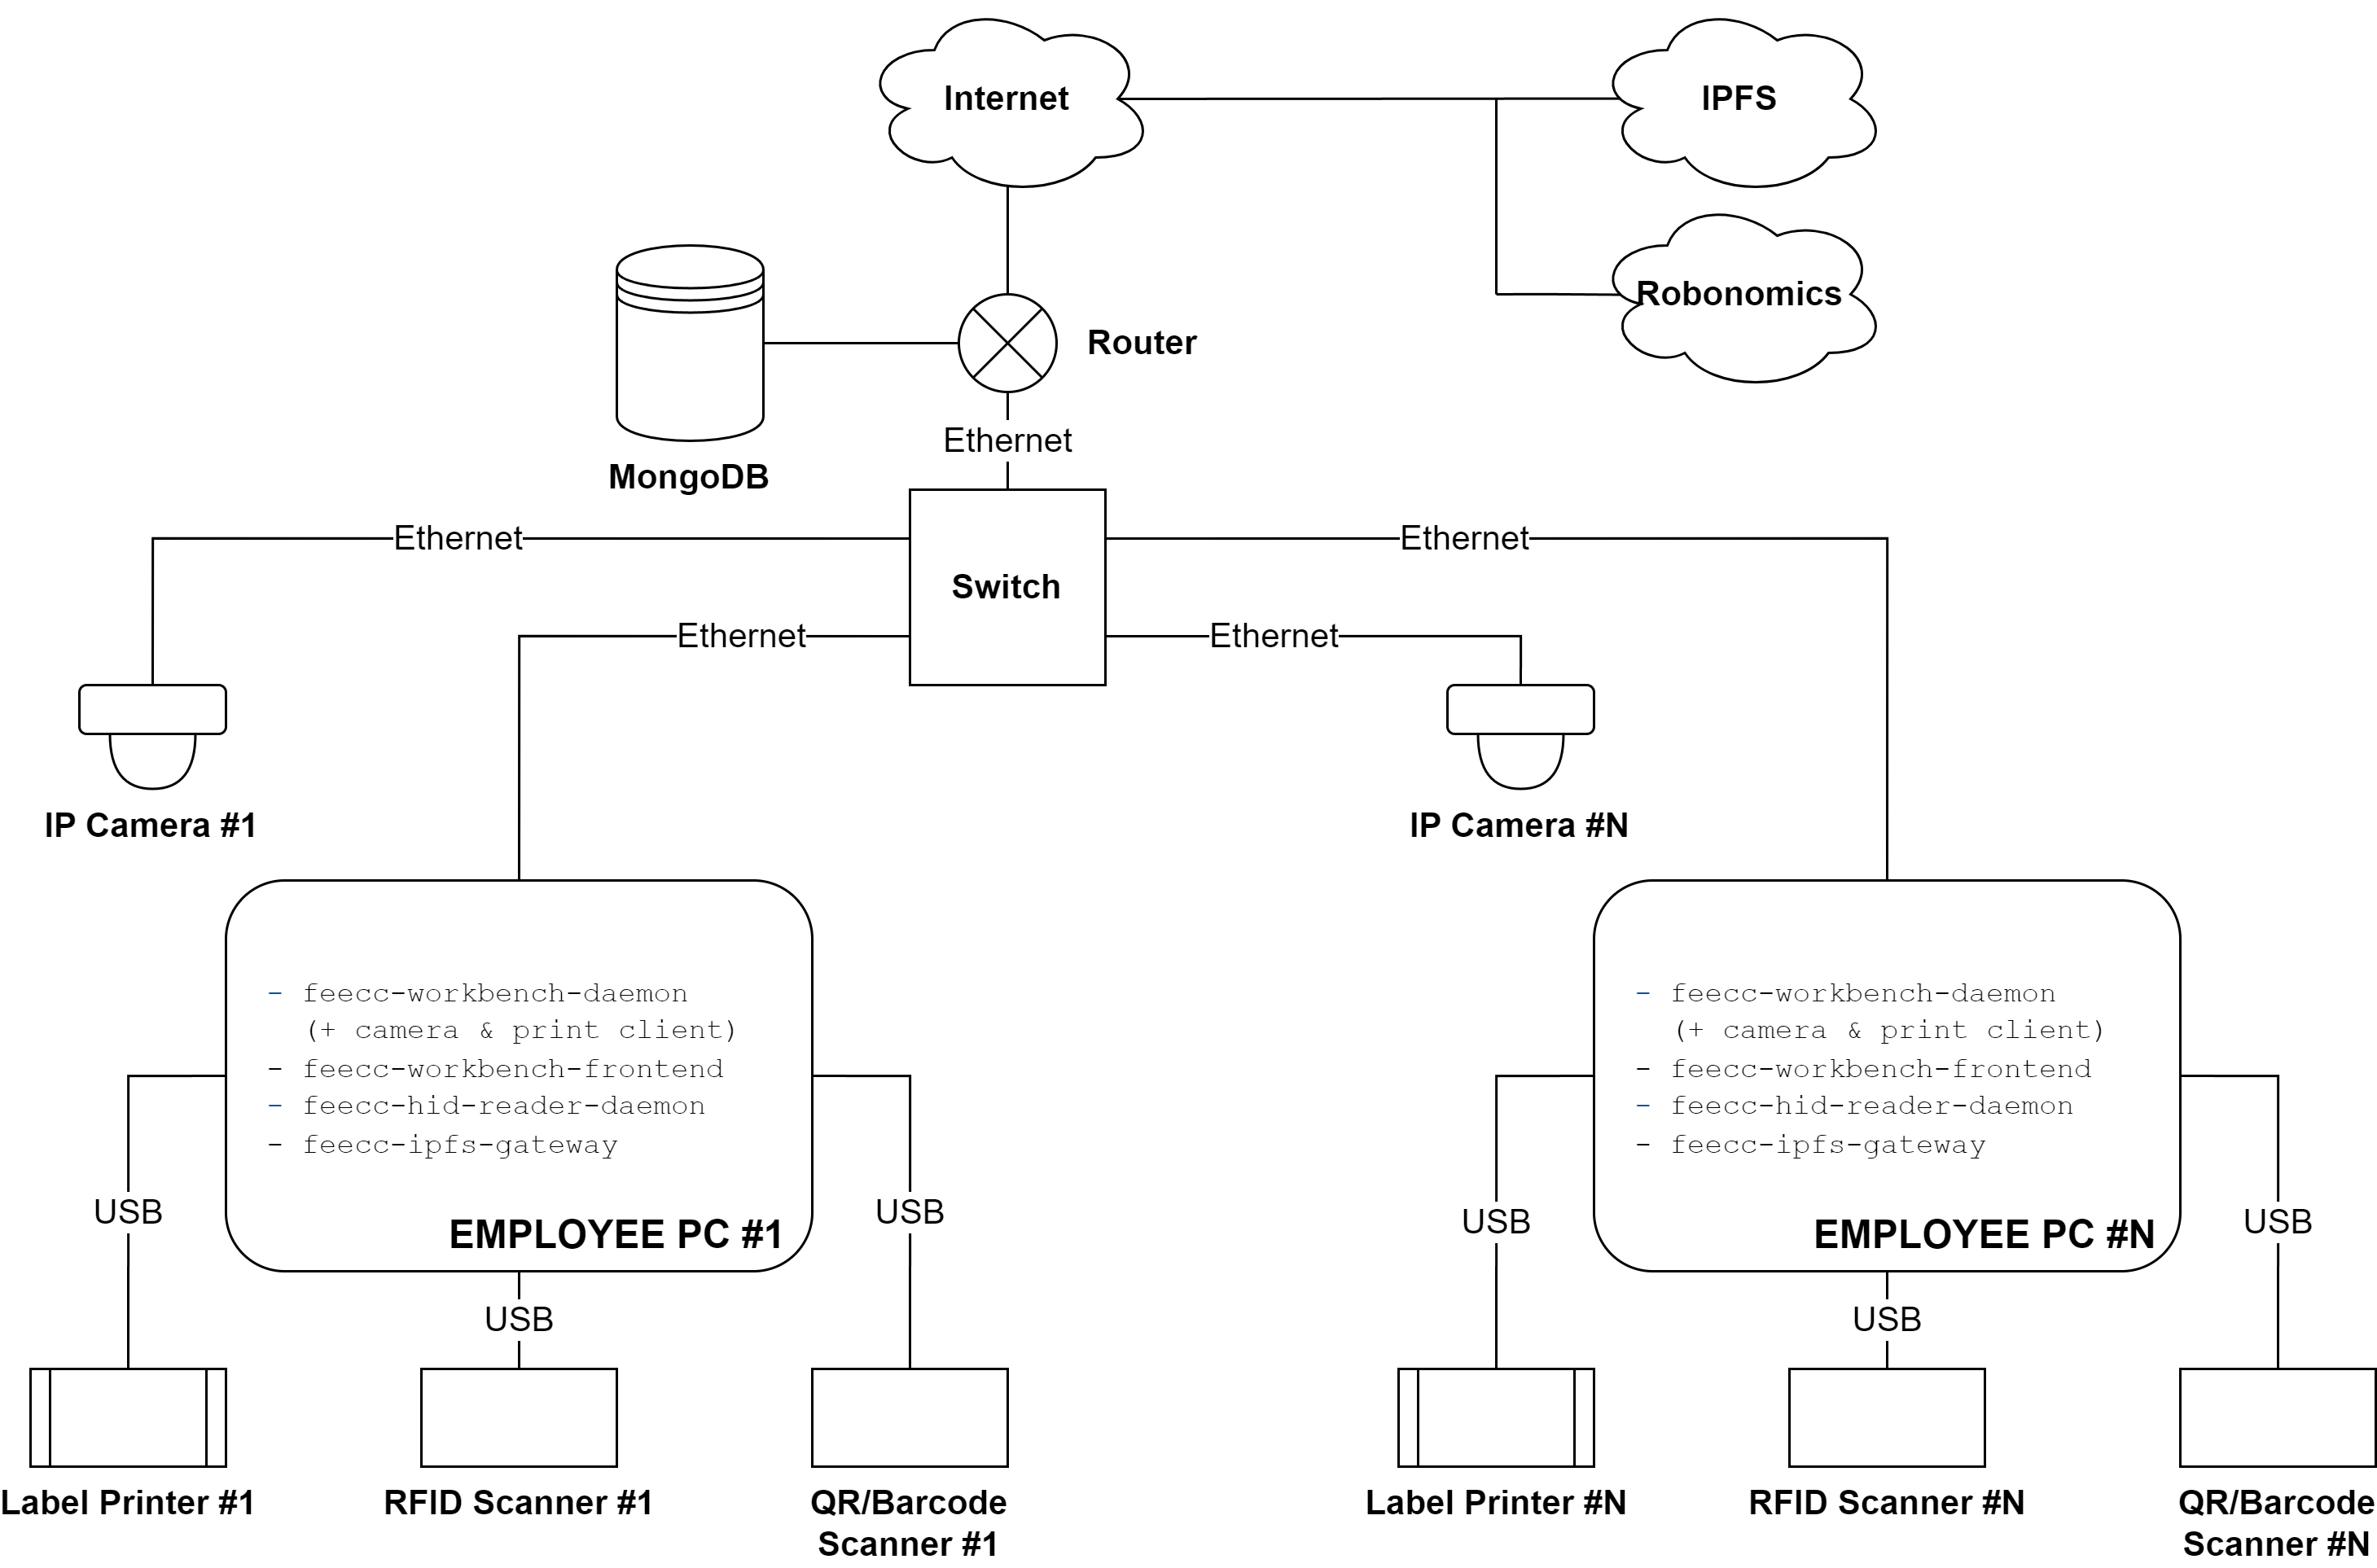 Internet
IPFS
Robonomics
Router
Ethernet
MongoDB
Ethernet
Ethernet
Switch
Ethernet
Ethernet
IP Camera #1
IP Camera #N
- feecc-workbench-daemon
(+ camera & print client)
- feecc-workbench-frontend
- feecc-hid-reader-daemon
- feecc-ipfs-gateway
EMPLOYEE PC #1
USB
USB
USB
Label Printer #1
RFID Scanner #1
QR/Barcode
Scanner #1
- feecc-workbench-daemon
(+ camera & print client)
- feecc-workbench-frontend
- feecc-hid-reader-daemon
- feecc-ipfs-gateway
EMPLOYEE PC #N
USB
USB
USB
Label Printer #N
RFID Scanner #N
QR/Barcode
Scanner #N